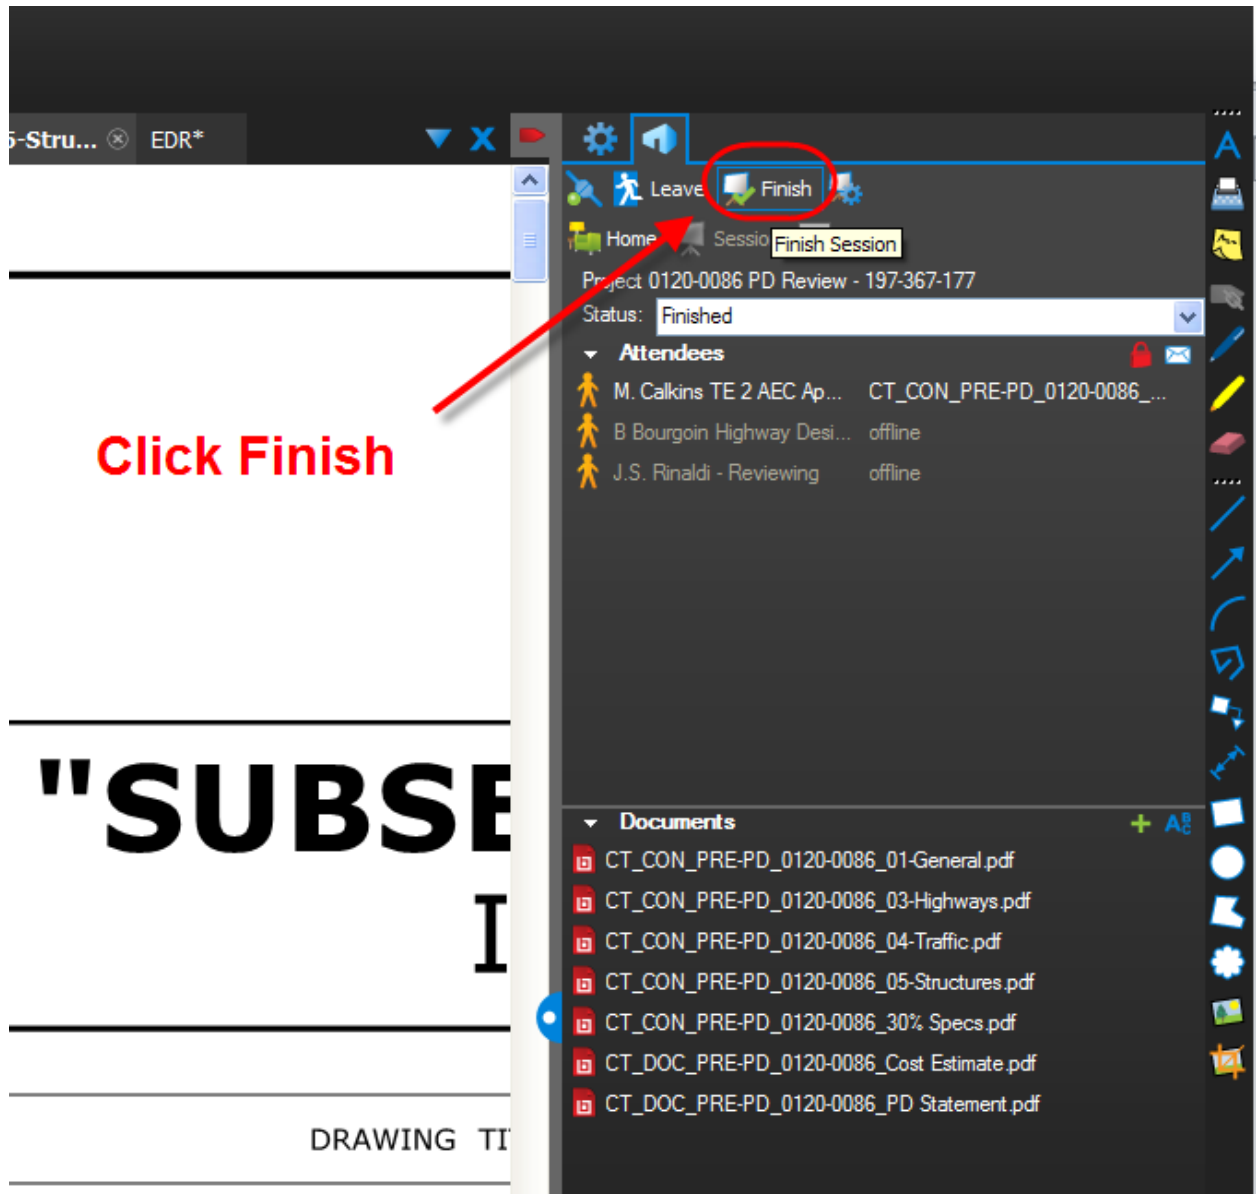 5-Stru... EDR*
Leave Finish
Home Sessio
Finish Session
Project 0120-0086 PD Review - 197-367-177
Status: Finished
Attendees
M. Calkins TE 2 AEC Ap... CT_CON_PRE-PD_0120-0086_...
B Bourgoin Highway Desi... offline
J.S. Rinaldi - Reviewing offline
Click Finish
"SUBSE
I
DRAWING TI
Documents
CT_CON_PRE-PD_0120-0086_01-General.pdf
CT_CON_PRE-PD_0120-0086_03-Highways.pdf
CT_CON_PRE-PD_0120-0086_04-Traffic.pdf
CT_CON_PRE-PD_0120-0086_05-Structures.pdf
CT_CON_PRE-PD_0120-0086_30% Specs.pdf
CT_DOC_PRE-PD_0120-0086_Cost Estimate.pdf
CT_DOC_PRE-PD_0120-0086_PD Statement.pdf